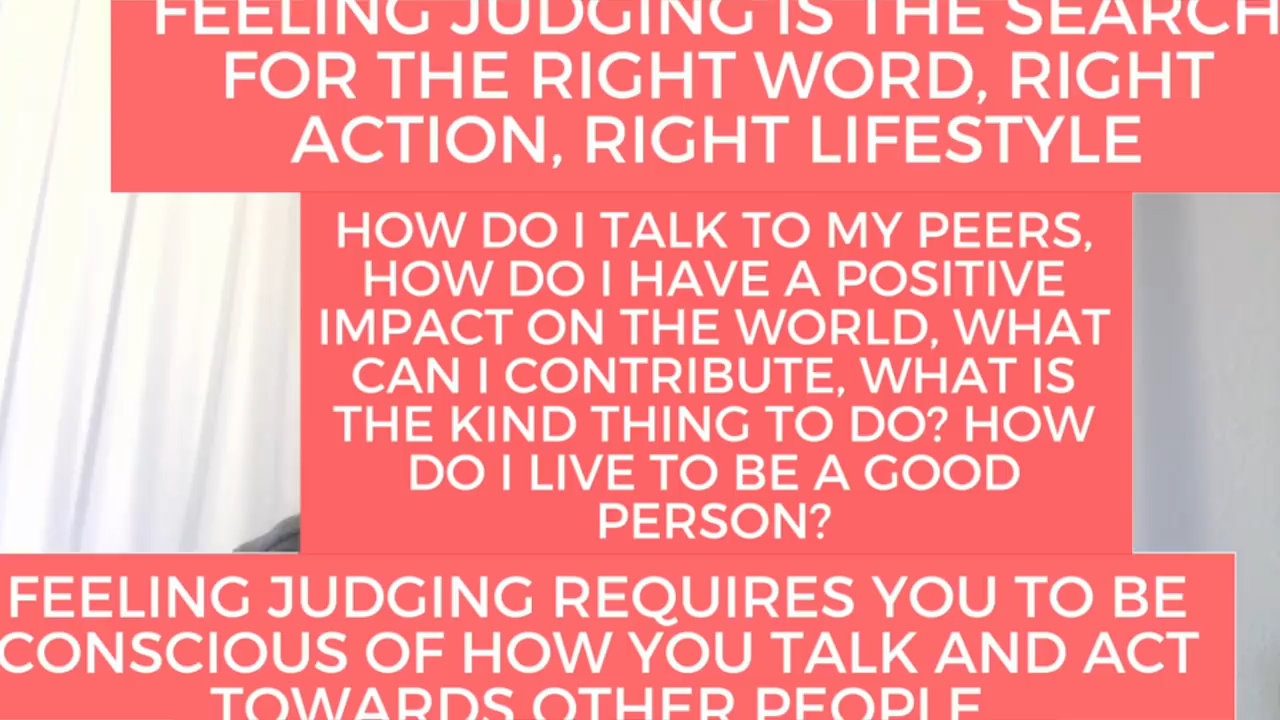 FEELING JUDGING IS THE SEARCH
FOR THE RIGHT WORD, RIGHT
ACTION, RIGHT LIFESTYLE
HOW DO I TALK TO MY PEERS,
HOW DO I HAVE A POSITIVE
IMPACT ON THE WORLD, WHAT
CAN I CONTRIBUTE, WHAT IS
THE KIND THING TO DO? HOW
DO I LIVE TO BE A GOOD
PERSON?
FEELING JUDGING REQUIRES YOU TO BE
CONSCIOUS OF HOW YOU TALK AND ACT
TOWARDS OTHER PEOPLE